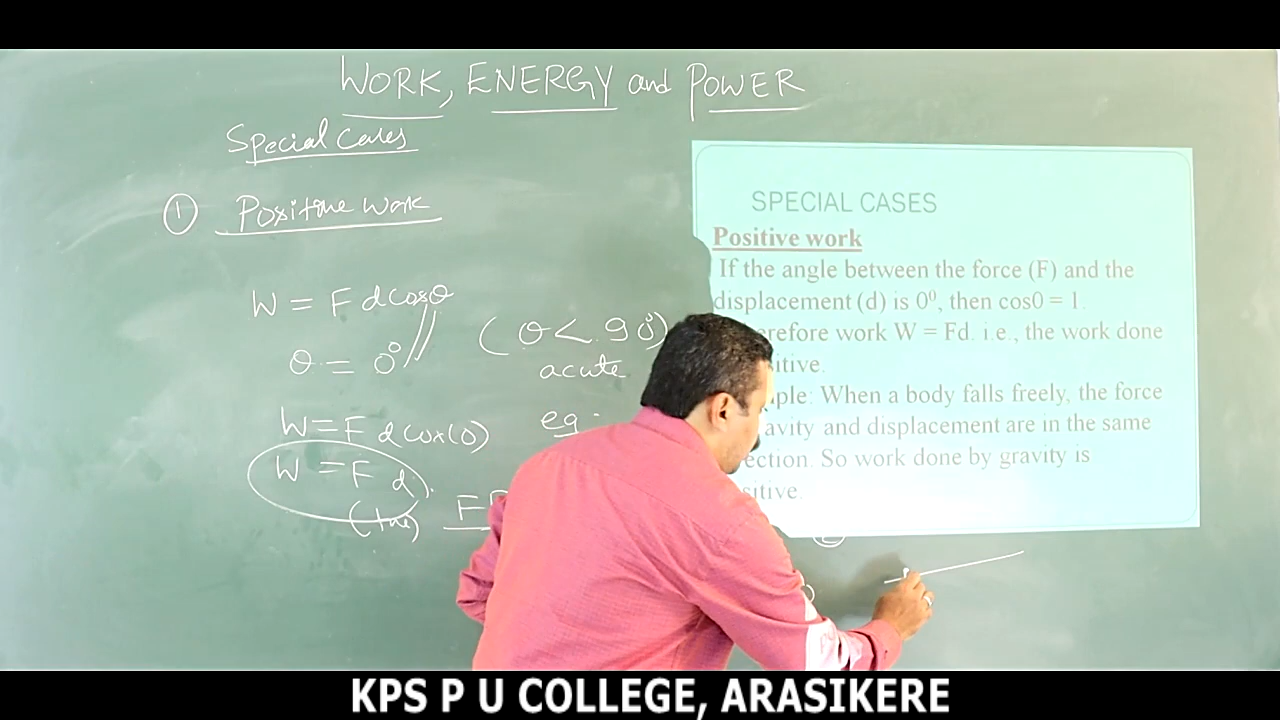 WORK, ENERGY and POWER
Special Cases
① Positive work
W = F d cosθ
θ = 0°
(θ < 90°)
acute
W = F d cos(0)
eg.
W = F d.
(+ve)
②
SPECIAL CASES
Positive work
If the angle between the force (F) and the
displacement (d) is 0⁰, then cos0 = 1.
work W = Fd. i.e., the work done
When a body falls freely, the force
and displacement are in the same
So work done by gravity is
KPS P U COLLEGE, ARASIKERE